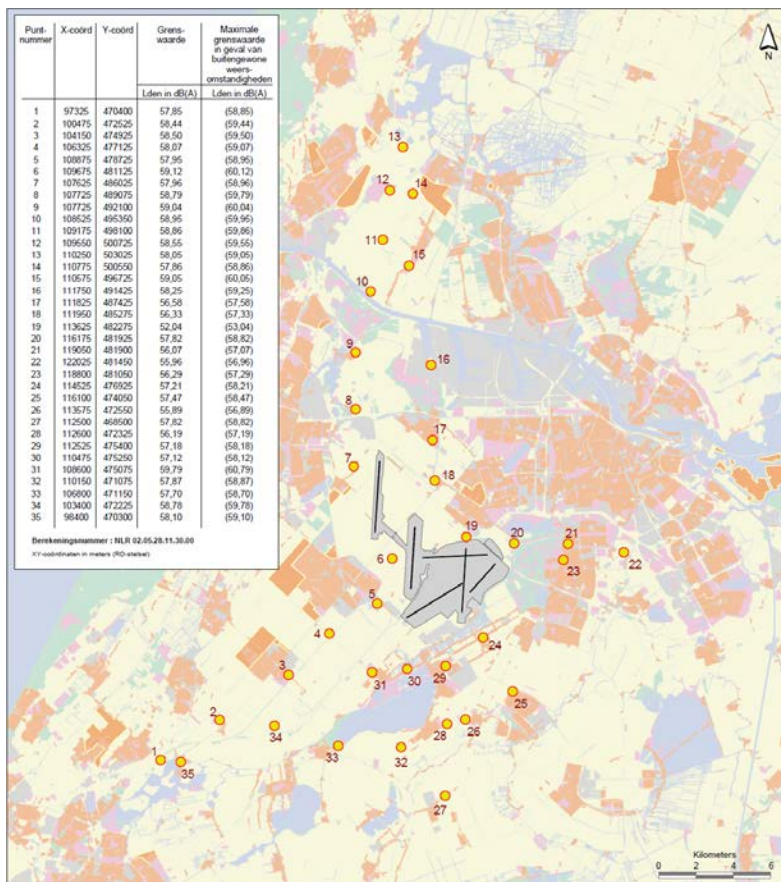 Punt- X-coörd Y-coörd Grens- Maximale
nummer waarde grenswaarde
in geval van
buitengewone
weers-
omstandigheden
Lden in dB(A) Lden in dB(A)
1 97325 470400 57,85 (58,85)
2 100475 472525 58,44 (59,44)
3 104150 474925 58,50 (59,50)
4 106325 477125 58,07 (59,07)
5 108875 478725 57,95 (58,95)
6 109675 481125 59,12 (60,12)
7 107625 486025 57,96 (58,96)
8 107725 489075 58,79 (59,79)
9 107725 492100 59,04 (60,04)
10 108525 495350 58,95 (59,95)
11 109175 498100 58,86 (59,86)
12 109550 500725 58,55 (59,55)
13 110250 503025 58,05 (59,05)
14 110775 500550 57,86 (58,86)
15 110575 496725 59,05 (60,05)
16 111750 491425 58,25 (59,25)
17 111825 487425 56,58 (57,58)
18 111950 485275 56,33 (57,33)
19 113625 482275 52,04 (53,04)
20 116175 481925 57,82 (58,82)
21 119050 481900 56,07 (57,07)
22 122025 481450 55,96 (56,96)
23 118800 481050 56,29 (57,29)
24 114525 476925 57,21 (58,21)
25 116100 474050 57,47 (58,47)
26 113575 472550 55,89 (56,89)
27 112500 468500 57,82 (58,82)
28 112600 472325 56,19 (57,19)
29 112525 475400 57,18 (58,18)
30 110475 475250 57,12 (58,12)
31 108600 475075 59,79 (60,79)
32 110150 471075 57,87 (58,87)
33 106800 471150 57,70 (58,70)
34 103400 472225 58,78 (59,78)
35 98400 470300 58,10 (59,10)
Berekeningsnummer : NLR 02.05.28.11.30.00
XY-coördinaten in meters (RD-stelsel)
N
13
12 14
11
15
10
9
16
8
17
7
18
19
20 21
22
6 23
5
4
24
3 31 30 29
25
2
34 28 26
33 32
1
35
27
Kilometers
0 2 4 6